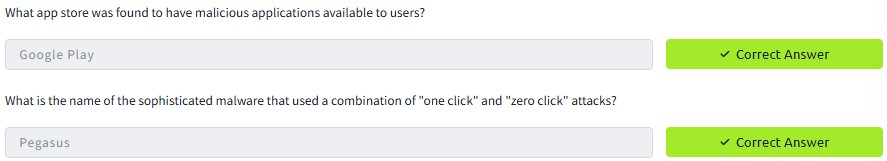 What app store was found to have malicious applications available to users?
Google Play
✓ Correct Answer
What is the name of the sophisticated malware that used a combination of "one click" and "zero click" attacks?
Pegasus
✓ Correct Answer